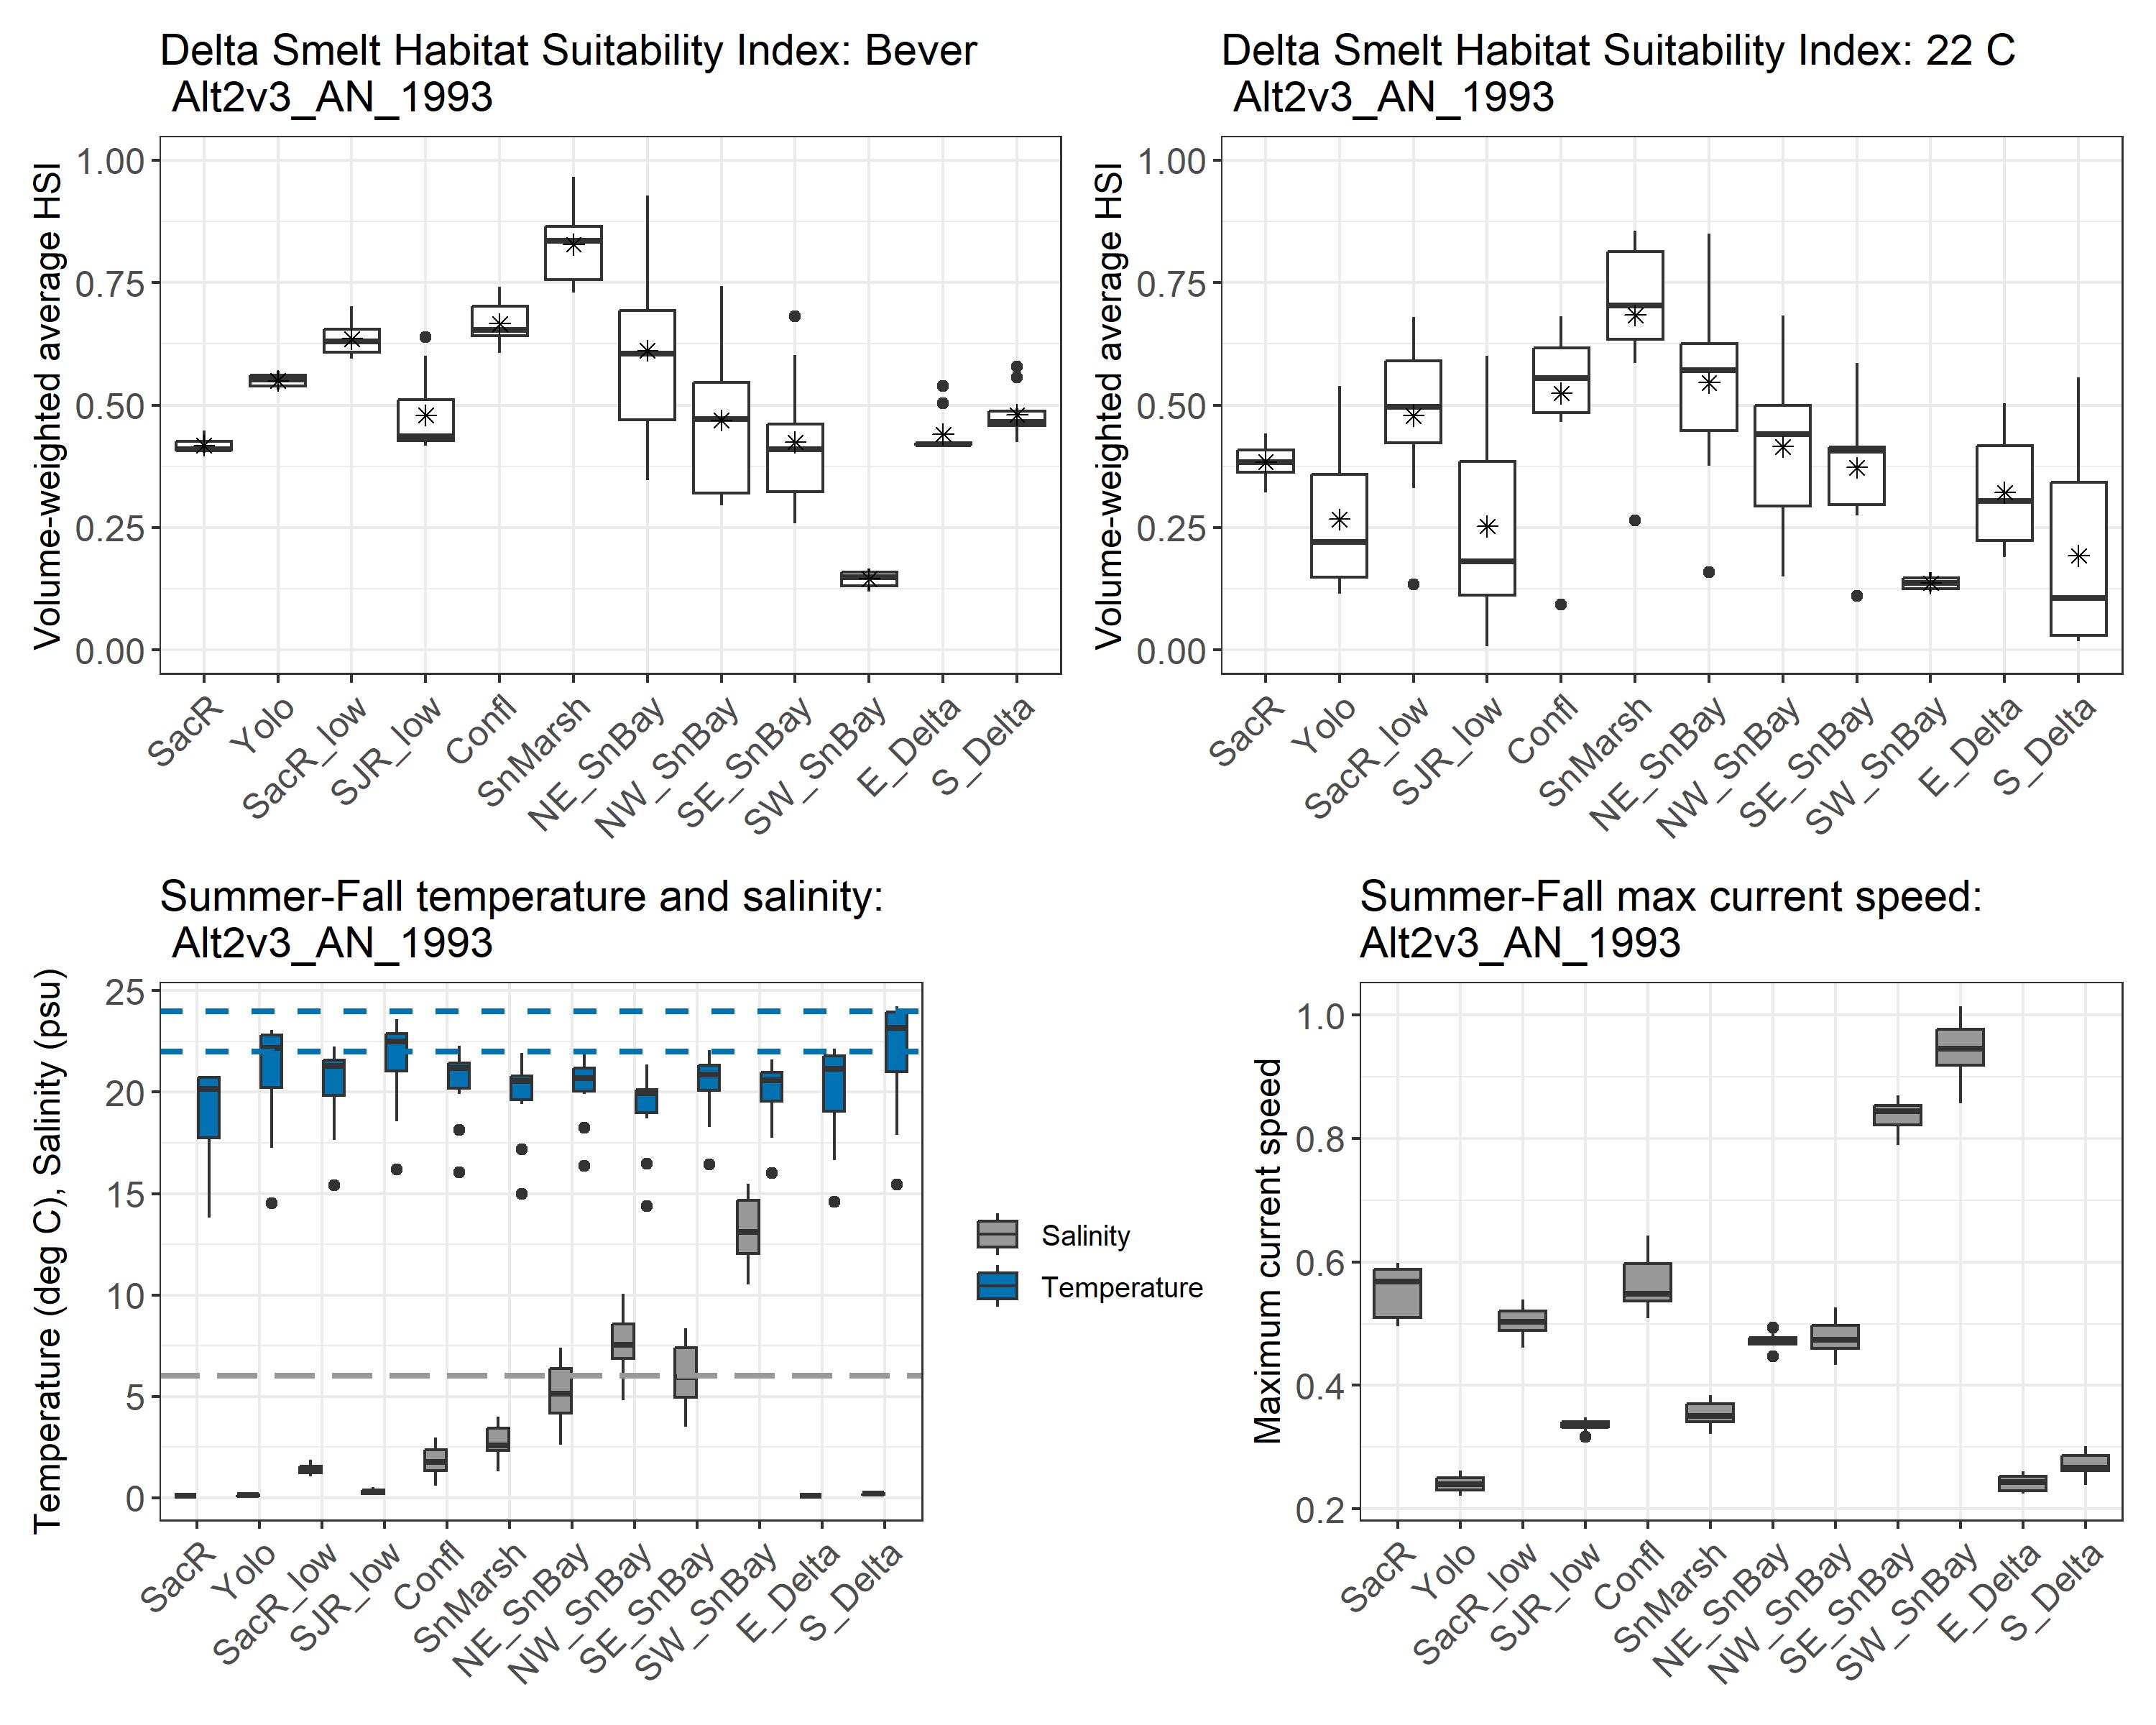 Delta Smelt Habitat Suitability Index: Bever
Alt2v3_AN_1993
Volume-weighted average HSI
1.00
0.75
0.50
0.25
0.00
SacR
Yolo
SacR_low
SJR_low
Confl
SnMarsh
NE_SnBay
NW_SnBay
SE_SnBay
SW_SnBay
E_Delta
S_Delta
Delta Smelt Habitat Suitability Index: 22 C
Alt2v3_AN_1993
Volume-weighted average HSI
1.00
0.75
0.50
0.25
0.00
SacR
Yolo
SacR_low
SJR_low
Confl
SnMarsh
NE_SnBay
NW_SnBay
SE_SnBay
SW_SnBay
E_Delta
S_Delta
Summer-Fall temperature and salinity:
Alt2v3_AN_1993
Temperature (deg C), Salinity (psu)
25
20
15
10
5
0
SacR
Yolo
SacR_low
SJR_low
Confl
SnMarsh
NE_SnBay
NW_SnBay
SE_SnBay
SW_SnBay
E_Delta
S_Delta
Salinity
Temperature
Summer-Fall max current speed:
Alt2v3_AN_1993
Maximum current speed
1.0
0.8
0.6
0.4
0.2
SacR
Yolo
SacR_low
SJR_low
Confl
SnMarsh
NE_SnBay
NW_SnBay
SE_SnBay
SW_SnBay
E_Delta
S_Delta